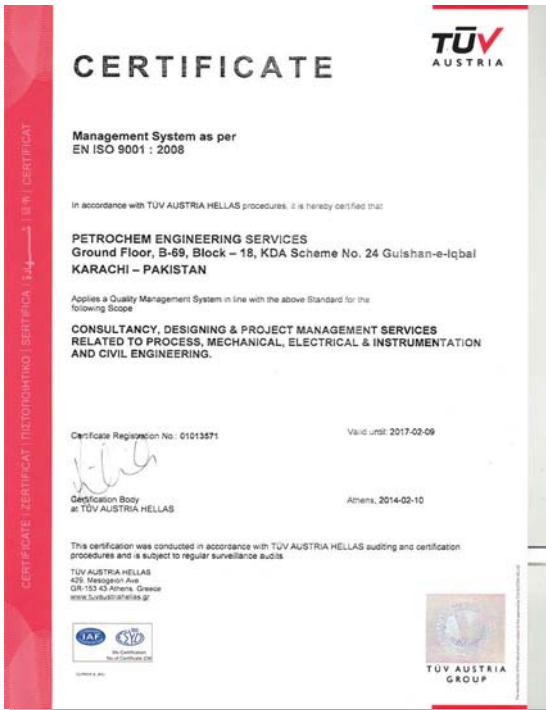 TÜV
AUSTRIA
CERTIFICATE
Management System as per
EN ISO 9001 : 2008
In accordance with TÜV AUSTRIA HELLAS procedures, it is hereby certified that
PETROCHEM ENGINEERING SERVICES
Ground Floor, B-69, Block – 18, KDA Scheme No. 24 Gulshan-e-Iqbal
KARACHI – PAKISTAN
Applies a Quality Management System in line with the above Standard for the
following Scope
CONSULTANCY, DESIGNING & PROJECT MANAGEMENT SERVICES
RELATED TO PROCESS, MECHANICAL, ELECTRICAL & INSTRUMENTATION
AND CIVIL ENGINEERING.
Certificate Registration No.: 01013571
Valid until: 2017-02-09
Certification Body
at TÜV AUSTRIA HELLAS
Athens, 2014-02-10
This certification was conducted in accordance with TÜV AUSTRIA HELLAS auditing and certification
procedures and is subject to regular surveillance audits
TÜV AUSTRIA HELLAS
429, Mesogeion Ave.
GR-153 43 Athens, Greece
www.tuvaustriahellas.gr
IAF
ESYD
TÜV AUSTRIA
GROUP
CERTIFICATE | ZERTIFICAT | ΠΙΣΤΟΠΟΙΗΤΙΚΟ | SERTIFICA | شهادة | 証書 | CERTIFICAT